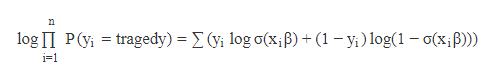 n
log ∏ P(yᵢ = tragedy) = ∑ (yᵢ log σ(xᵢβ) + (1 − yᵢ) log(1 − σ(xᵢβ)))
i=1